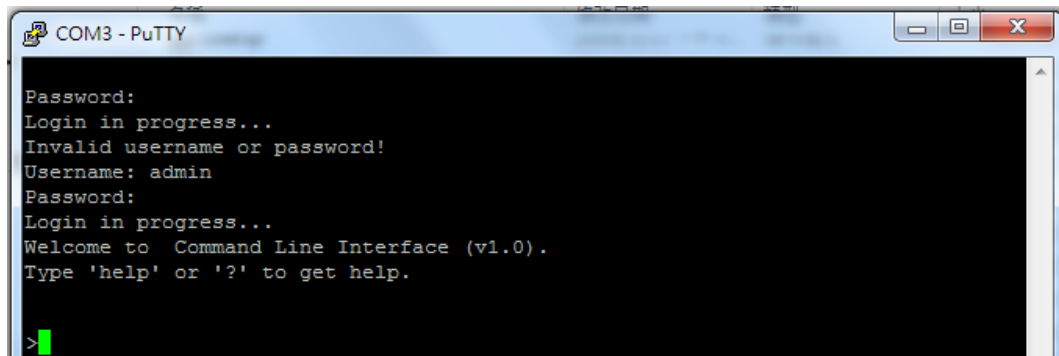 COM3 - PuTTY
Password:
Login in progress...
Invalid username or password!
Username: admin
Password:
Login in progress...
Welcome to  Command Line Interface (v1.0).
Type 'help' or '?' to get help.
>